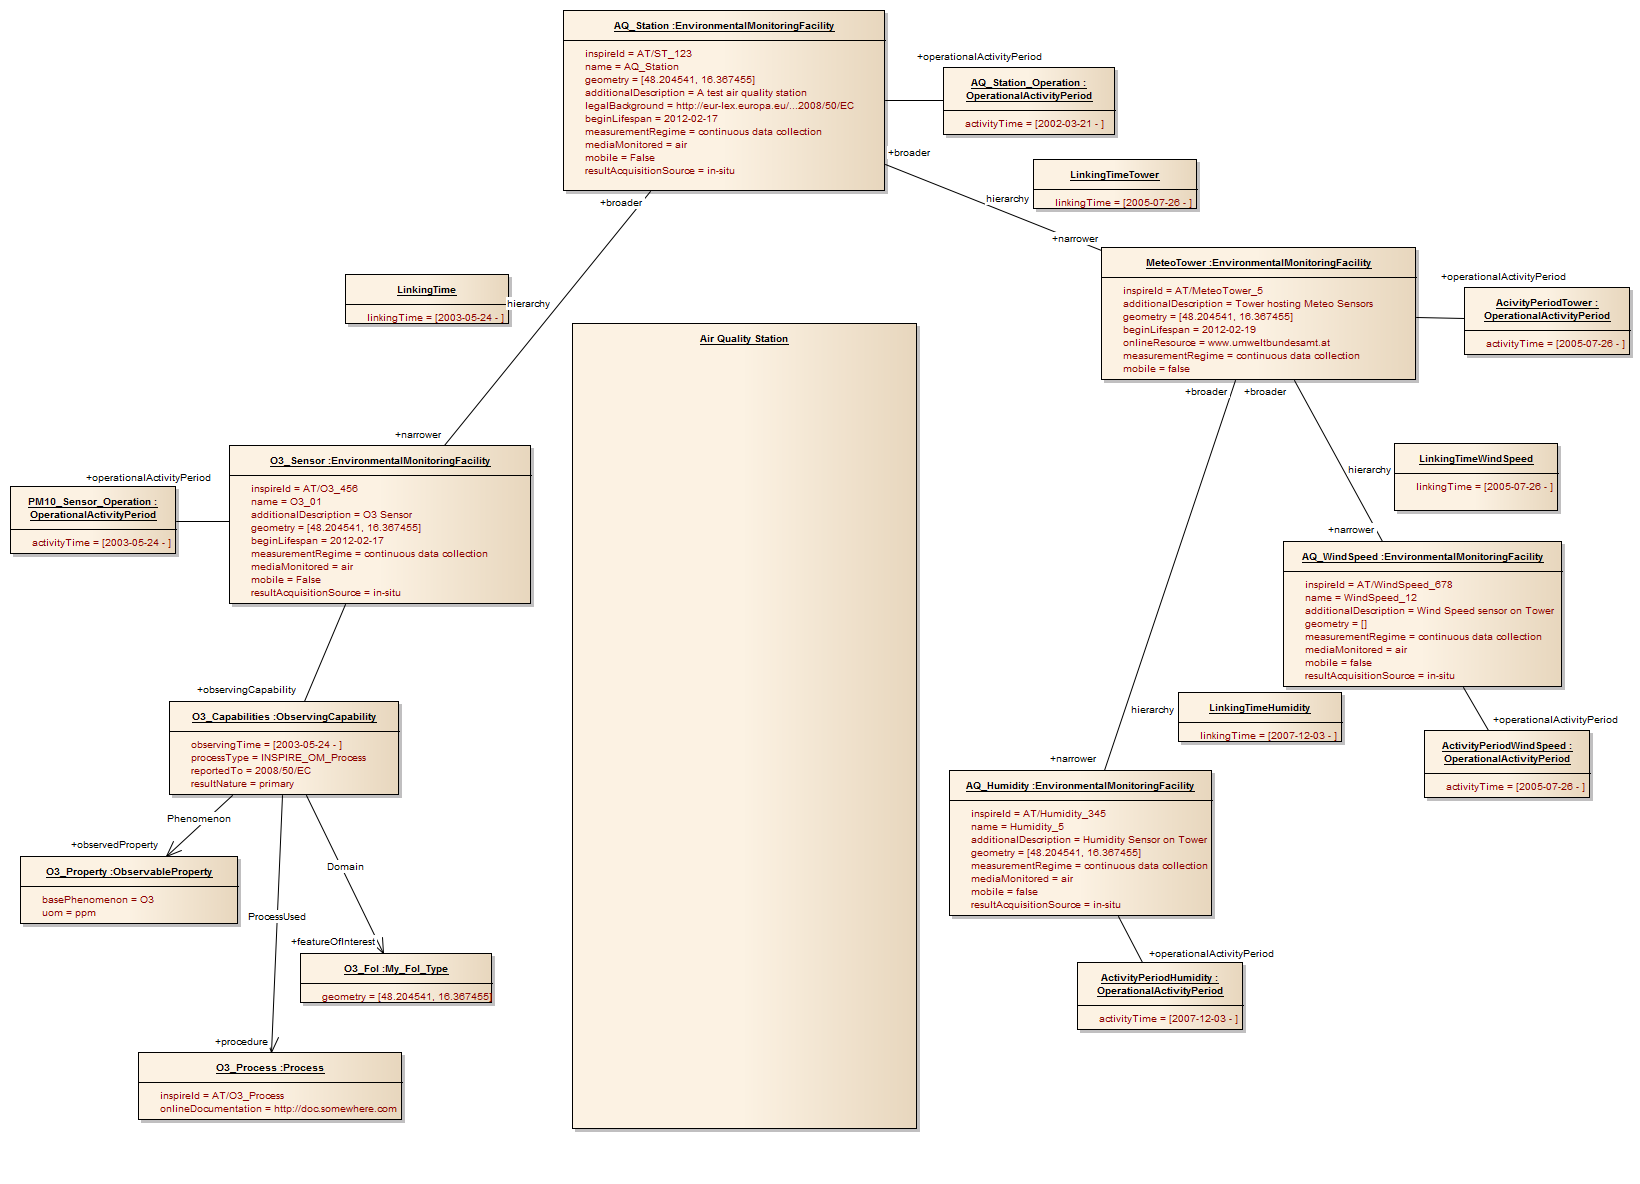 AQ_Station :EnvironmentalMonitoringFacility
inspireId = AT/ST_123
name = AQ_Station
geometry = [48.204541, 16.367455]
additionalDescription = A test air quality station
legalBackground = http://eur-lex.europa.eu/...2008/50/EC
beginLifespan = 2012-02-17
measurementRegime = continuous data collection
mediaMonitored = air
mobile = False
resultAcquisitionSource = in-situ
+operationalActivityPeriod
AQ_Station_Operation :
OperationalActivityPeriod
activityTime = [2002-03-21 - ]
+broader
hierarchy
LinkingTimeTower
linkingTime = [2005-07-26 - ]
+narrower
+broader
LinkingTime
linkingTime = [2003-05-24 - ]
hierarchy
+narrower
MeteoTower :EnvironmentalMonitoringFacility
inspireId = AT/MeteoTower_5
additionalDescription = Tower hosting Meteo Sensors
geometry = [48.204541, 16.367455]
beginLifespan = 2012-02-19
onlineResource = www.umweltbundesamt.at
measurementRegime = continuous data collection
mobile = false
+operationalActivityPeriod
AcivityPeriodTower :
OperationalActivityPeriod
activityTime = [2005-07-26 - ]
Air Quality Station
+broader
+broader
O3_Sensor :EnvironmentalMonitoringFacility
inspireId = AT/O3_456
name = O3_01
additionalDescription = O3 Sensor
geometry = [48.204541, 16.367455]
beginLifespan = 2012-02-17
measurementRegime = continuous data collection
mediaMonitored = air
mobile = False
resultAcquisitionSource = in-situ
+operationalActivityPeriod
PM10_Sensor_Operation :
OperationalActivityPeriod
activityTime = [2003-05-24 - ]
hierarchy
LinkingTimeWindSpeed
linkingTime = [2005-07-26 - ]
+narrower
AQ_WindSpeed :EnvironmentalMonitoringFacility
inspireId = AT/WindSpeed_678
name = WindSpeed_12
additionalDescription = Wind Speed sensor on Tower
geometry = []
measurementRegime = continuous data collection
mediaMonitored = air
mobile = false
resultAcquisitionSource = in-situ
+operationalActivityPeriod
ActivityPeriodWindSpeed :
OperationalActivityPeriod
activityTime = [2005-07-26 - ]
+observingCapability
O3_Capabilities :ObservingCapability
observingTime = [2003-05-24 - ]
processType = INSPIRE_OM_Process
reportedTo = 2008/50/EC
resultNature = primary
hierarchy
LinkingTimeHumidity
linkingTime = [2007-12-03 - ]
+narrower
AQ_Humidity :EnvironmentalMonitoringFacility
inspireId = AT/Humidity_345
name = Humidity_5
additionalDescription = Humidity Sensor on Tower
geometry = [48.204541, 16.367455]
measurementRegime = continuous data collection
mediaMonitored = air
mobile = false
resultAcquisitionSource = in-situ
+operationalActivityPeriod
ActivityPeriodHumidity :
OperationalActivityPeriod
activityTime = [2007-12-03 - ]
Phenomenon
+observedProperty
O3_Property :ObservableProperty
basePhenomenon = O3
uom = ppm
Domain
ProcessUsed
+featureOfInterest
O3_FoI :My_FoI_Type
geometry = [48.204541, 16.367455]
+procedure
O3_Process :Process
inspireId = AT/O3_Process
onlineDocumentation = http://doc.somewhere.com